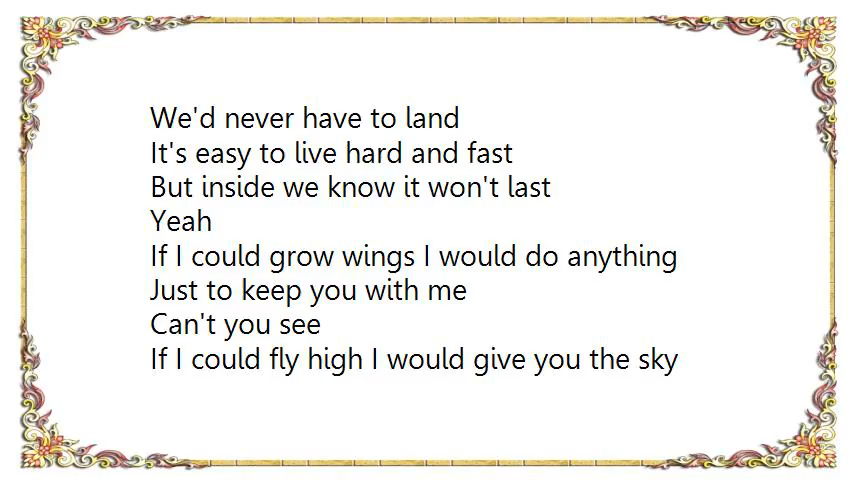 We'd never have to land
It's easy to live hard and fast
But inside we know it won't last
Yeah
If I could grow wings I would do anything
Just to keep you with me
Can't you see
If I could fly high I would give you the sky